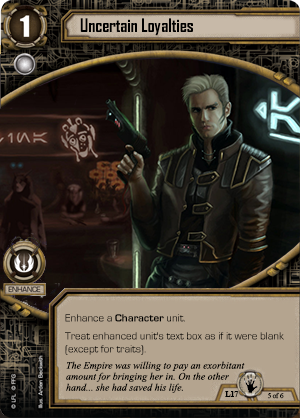 1
Uncertain Loyalties
ENHANCE
Enhance a Character unit.
Treat enhanced unit's text box as if it were blank
(except for traits).
The Empire was willing to pay an exorbitant
amount for bringing her in. On the other
hand... she had saved his life.
L17
5 of 6
© LFL © FFG